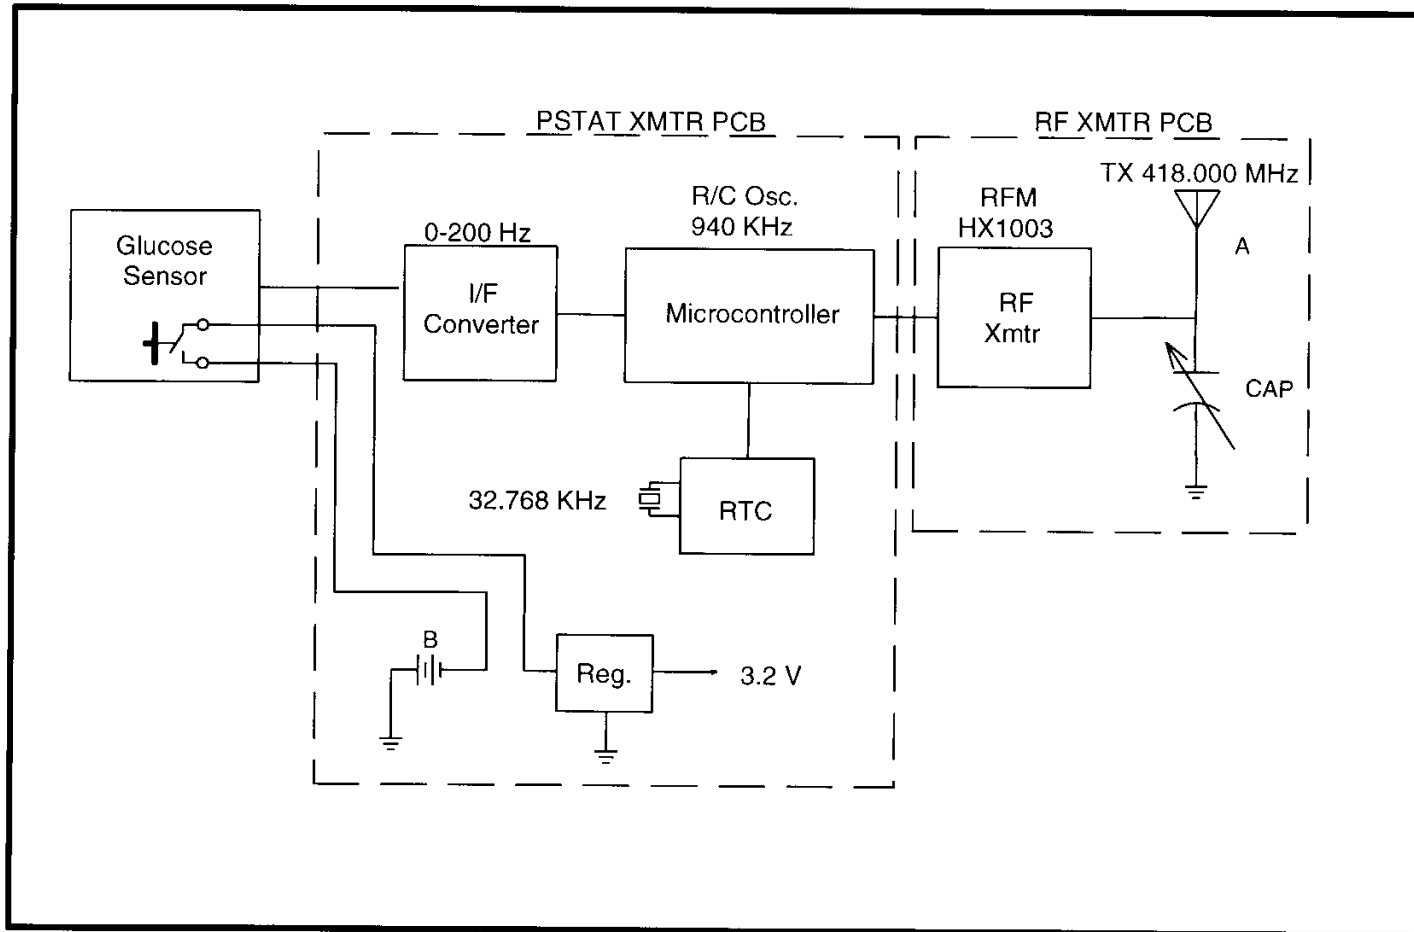 PSTAT XMTR PCB
RF XMTR PCB
TX 418.000 MHz
R/C Osc.
940 KHz
RFM
HX1003
0-200 Hz
A
Glucose
Sensor
I/F
Converter
Microcontroller
RF
Xmtr
CAP
32.768 KHz
RTC
B
Reg.
3.2 V